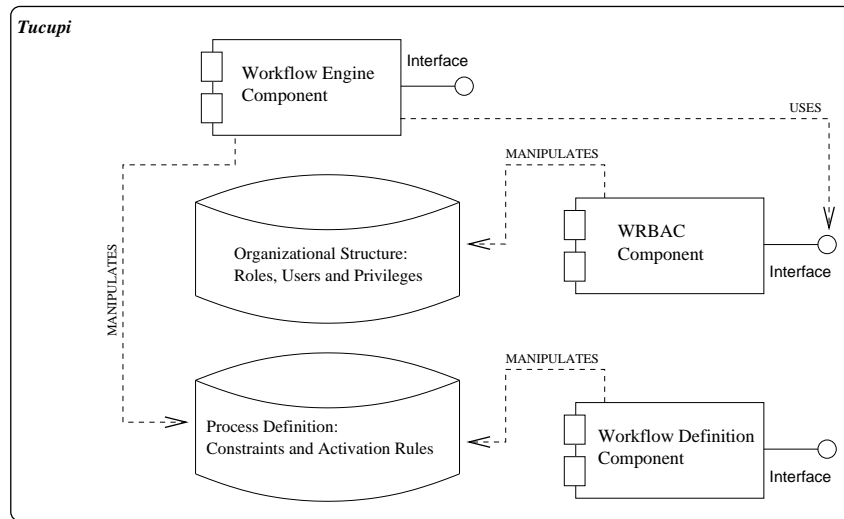 Tucupi
Workflow Engine
Component
Interface
USES
MANIPULATES
WRBAC
Component
Interface
Organizational Structure:
Roles, Users and Privileges
MANIPULATES
MANIPULATES
Process Definition:
Constraints and Activation Rules
Workflow Definition
Component
Interface